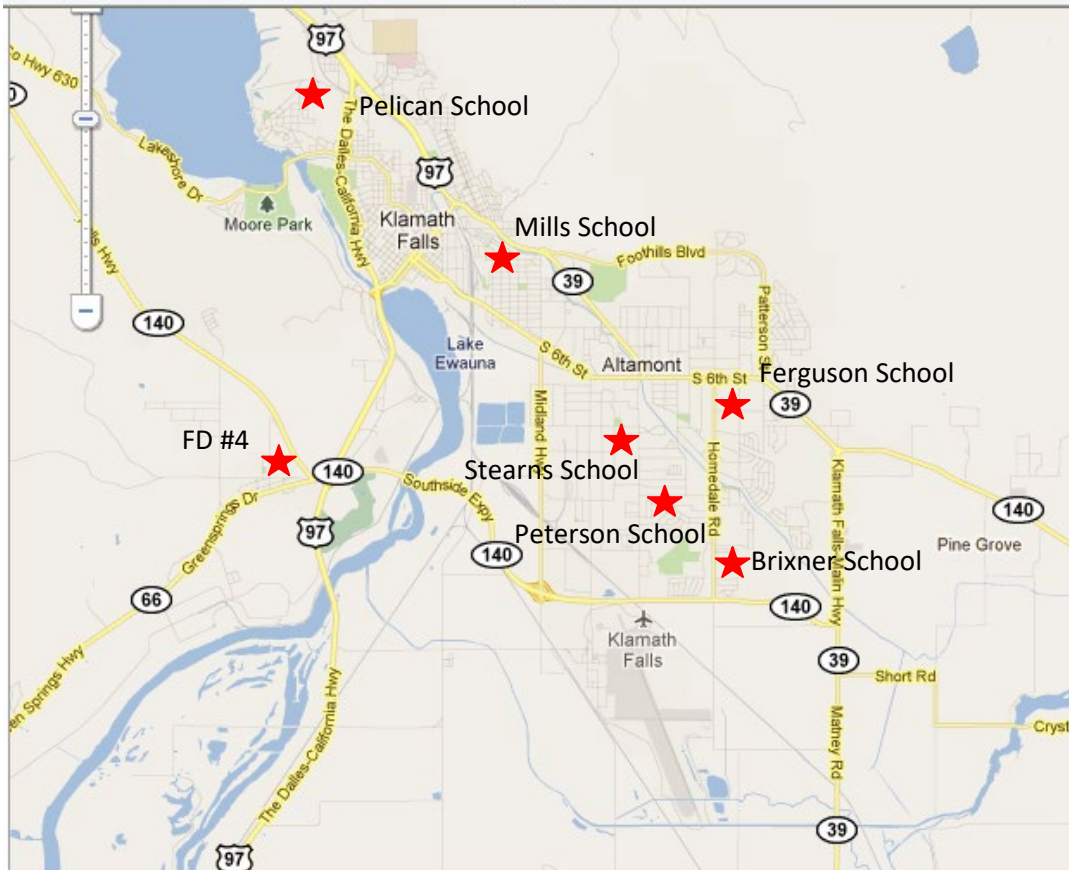 97
Co Hwy 630
Pelican School
The Dalles-California Hwy
Lakeshore Dr
97
Moore Park
Klamath
Falls
Mills School
Foothills Blvd
39
Patterson St
140
Lake
Ewauna
S 6th St
Altamont
S 6th St
Ferguson School
39
Midland Hwy
FD #4
140
Stearns School
Homedale Rd
Klamath Falls-Malin Hwy
Southside Expy
Greensprings Dr
97
Peterson School
140
140
Pine Grove
Brixner School
66
140
Klamath
Falls
39
Short Rd
The Dalles-California Hwy
Matney Rd
Cryst
39
97